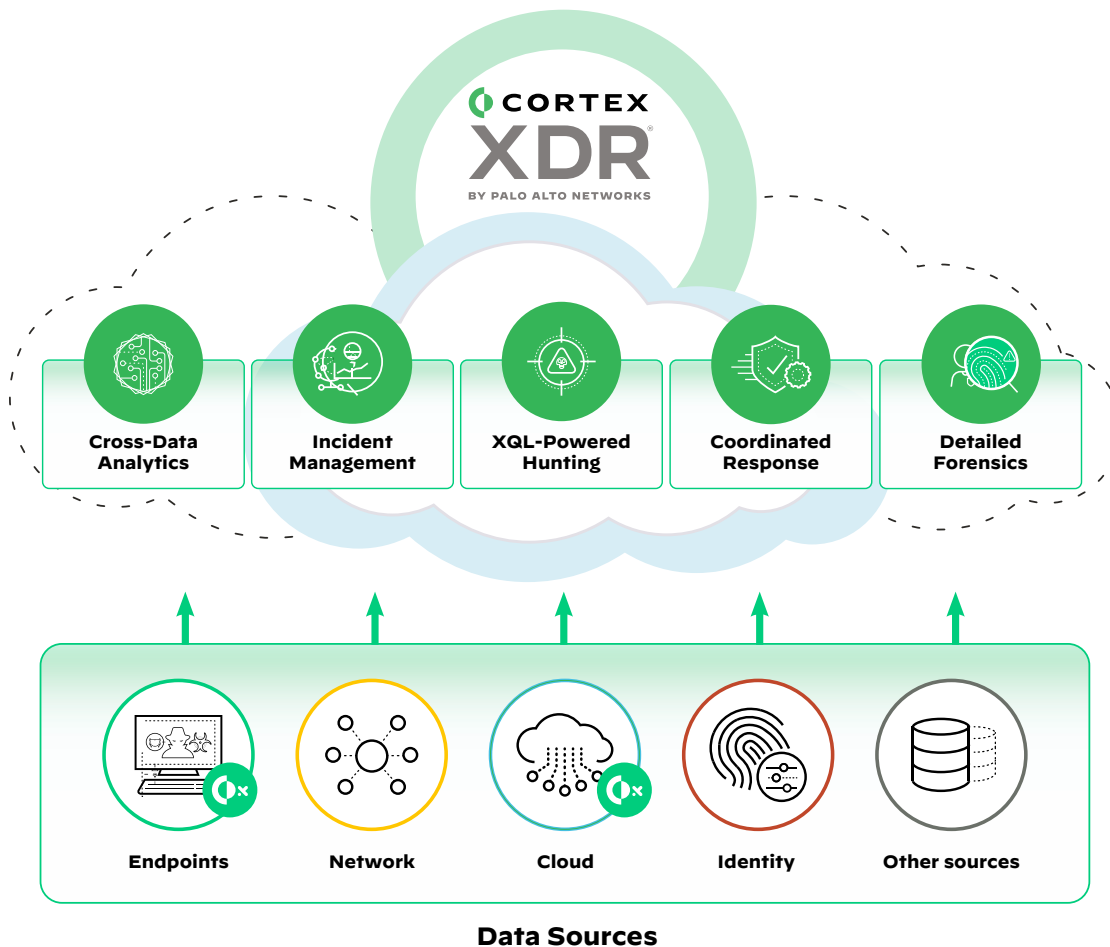 CORTEX
XDR®
BY PALO ALTO NETWORKS
Cross-Data
Analytics
Incident
Management
XQL-Powered
Hunting
Coordinated
Response
Detailed
Forensics
Endpoints
Network
Cloud
Identity
Other sources
Data Sources